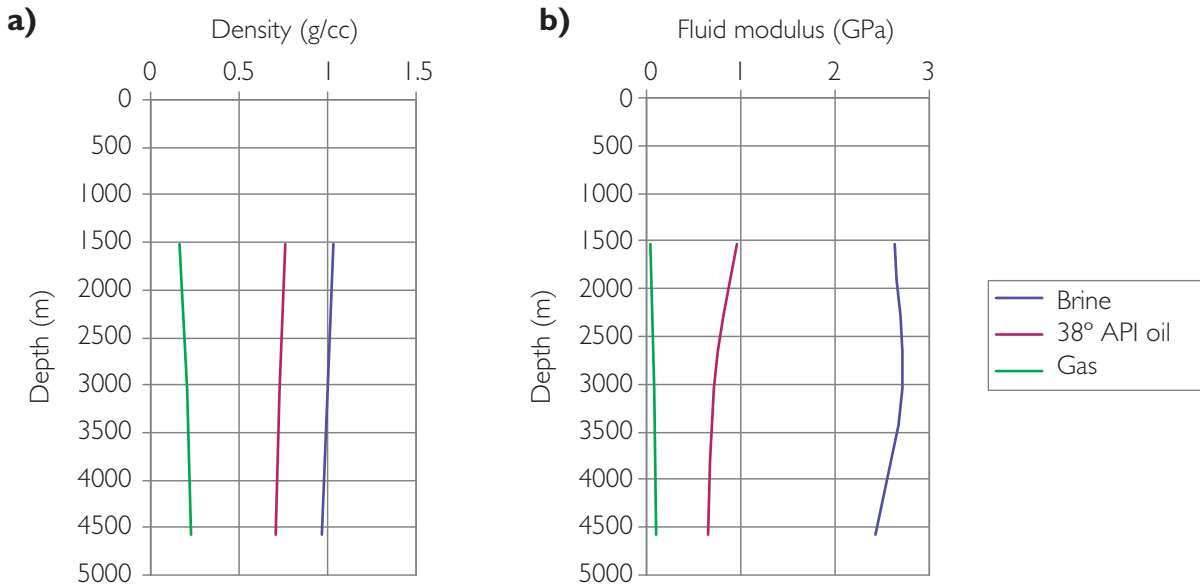 a)
Density (g/cc)
0 0.5 1 1.5
0
500
1000
1500
2000
2500
3000
3500
4000
4500
5000
Depth (m)
b)
Fluid modulus (GPa)
0 1 2 3
0
500
1000
1500
2000
2500
3000
3500
4000
4500
5000
Depth (m)
Brine
38º API oil
Gas